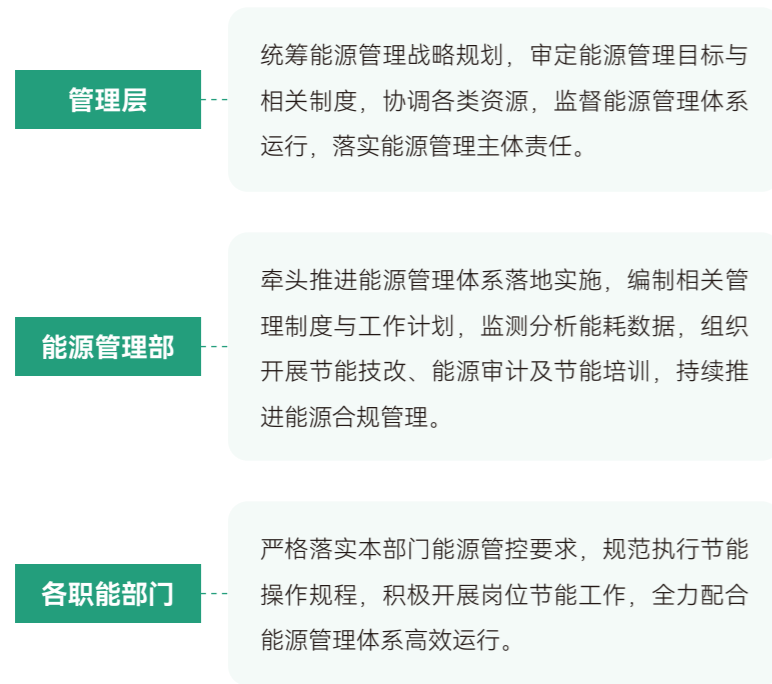 管理层
统筹能源管理战略规划，审定能源管理目标与
相关制度，协调各类资源，监督能源管理体系
运行，落实能源管理主体责任。
能源管理部
牵头推进能源管理体系落地实施，编制相关管
理制度与工作计划，监测分析能耗数据，组织
开展节能技改、能源审计及节能培训，持续推
进能源合规管理。
各职能部门
严格落实本部门能源管控要求，规范执行节能
操作规程，积极开展岗位节能工作，全力配合
能源管理体系高效运行。